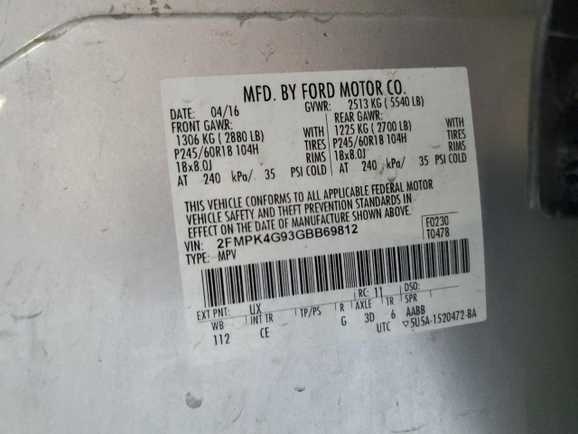 MFD. BY FORD MOTOR CO.
DATE: 04/16 GVWR: 2513 KG ( 5540 LB)
FRONT GAWR: REAR GAWR:
1306 KG ( 2880 LB) 1225 KG ( 2700 LB)
P245/60R18 104H TIRES P245/60R18 104H TIRES
18x8.0J RIMS 18x8.0J RIMS
AT 240 kPa/ 35 PSI COLD AT 240 kPa/ 35 PSI COLD
THIS VEHICLE CONFORMS TO ALL APPLICABLE FEDERAL MOTOR
VEHICLE SAFETY AND THEFT PREVENTION STANDARDS IN
EFFECT ON THE DATE OF MANUFACTURE SHOWN ABOVE.
VIN: 2FMPK4G93GBB69812 F0230
TYPE: MPV T0478
EXT PNT: UX RC: 11 DSO:
WB INT TR TP/PS R AXLE TR SPR
112 CE G 3D 6 AABB
UTC ▽5U5A-1520472-BA